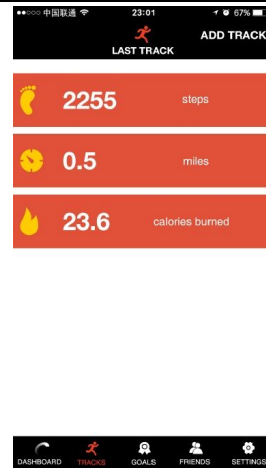 中国联通 23:01 67%
ADD TRACK
LAST TRACK
2255 steps
0.5 miles
23.6 calories burned
DASHBOARD TRACKS GOALS FRIENDS SETTINGS